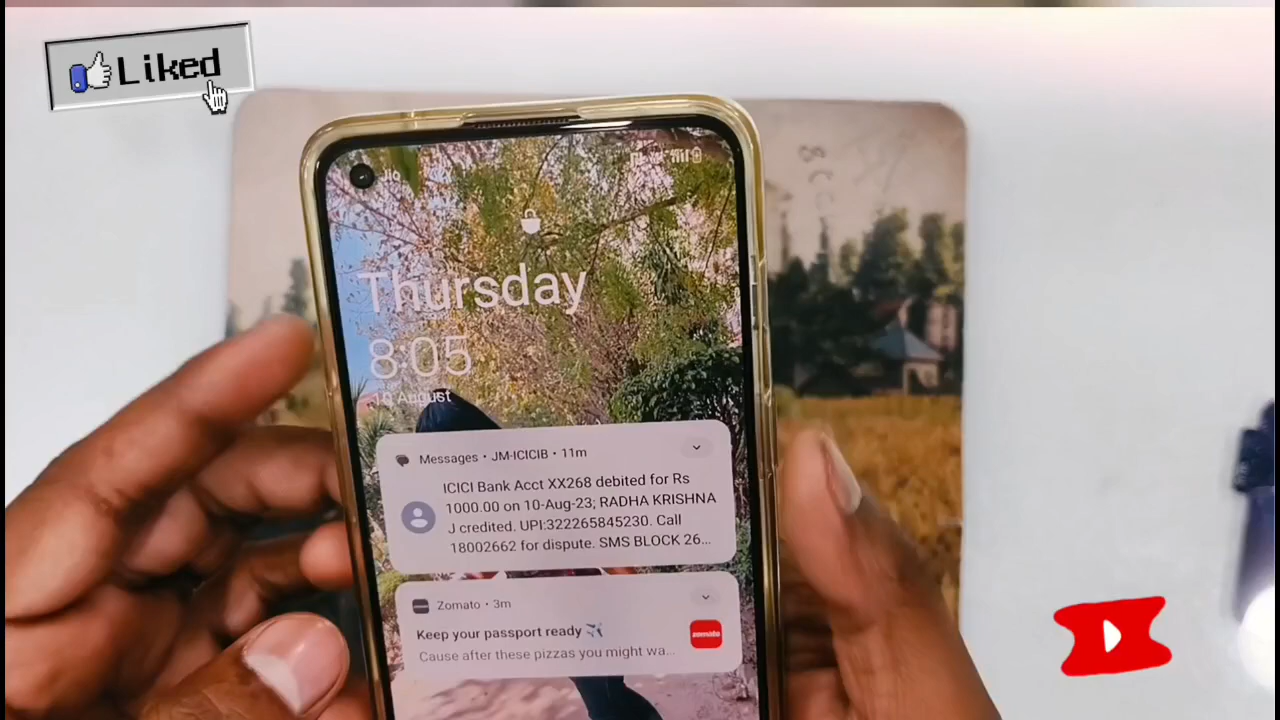 Liked
Jio
Thursday
8:05
10 August
Messages • JM-ICICIB • 11m
ICICI Bank Acct XX268 debited for Rs
1000.00 on 10-Aug-23; RADHA KRISHNA
J credited. UPI:322265845230. Call
18002662 for dispute. SMS BLOCK 26...
Zomato • 3m
Keep your passport ready ✈️
zomato
Cause after these pizzas you might wa...